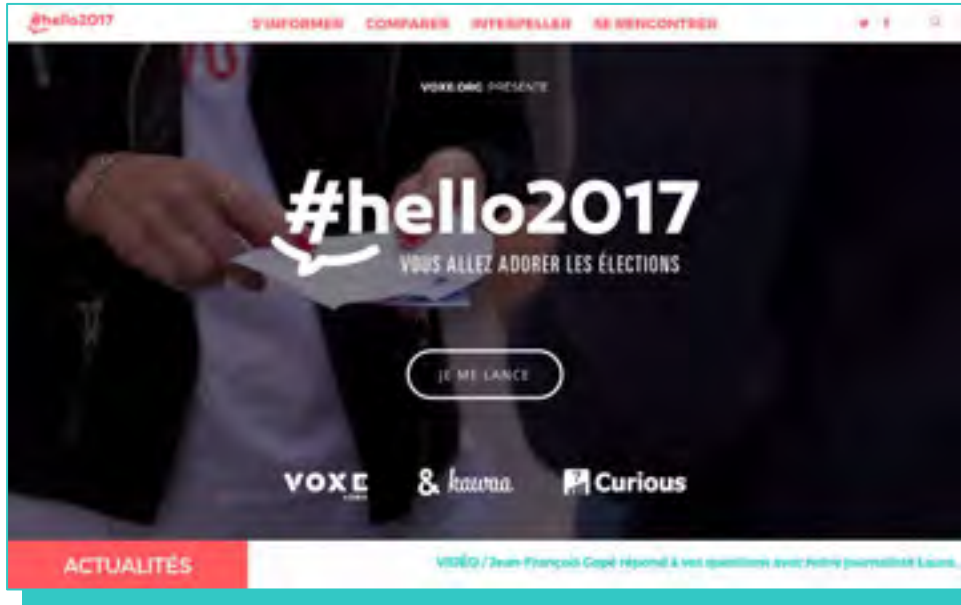 #hello2017
S'INFORMER COMPARER INTERPELLER SE RENCONTRER
VOXE.ORG PRÉSENTE
#hello2017
VOUS ALLEZ ADORER LES ÉLECTIONS
JE ME LANCE
VOXE & kawaa Curious
ACTUALITÉS
VIDÉO / Jean-François Copé répond à vos questions avec notre journaliste Laura...